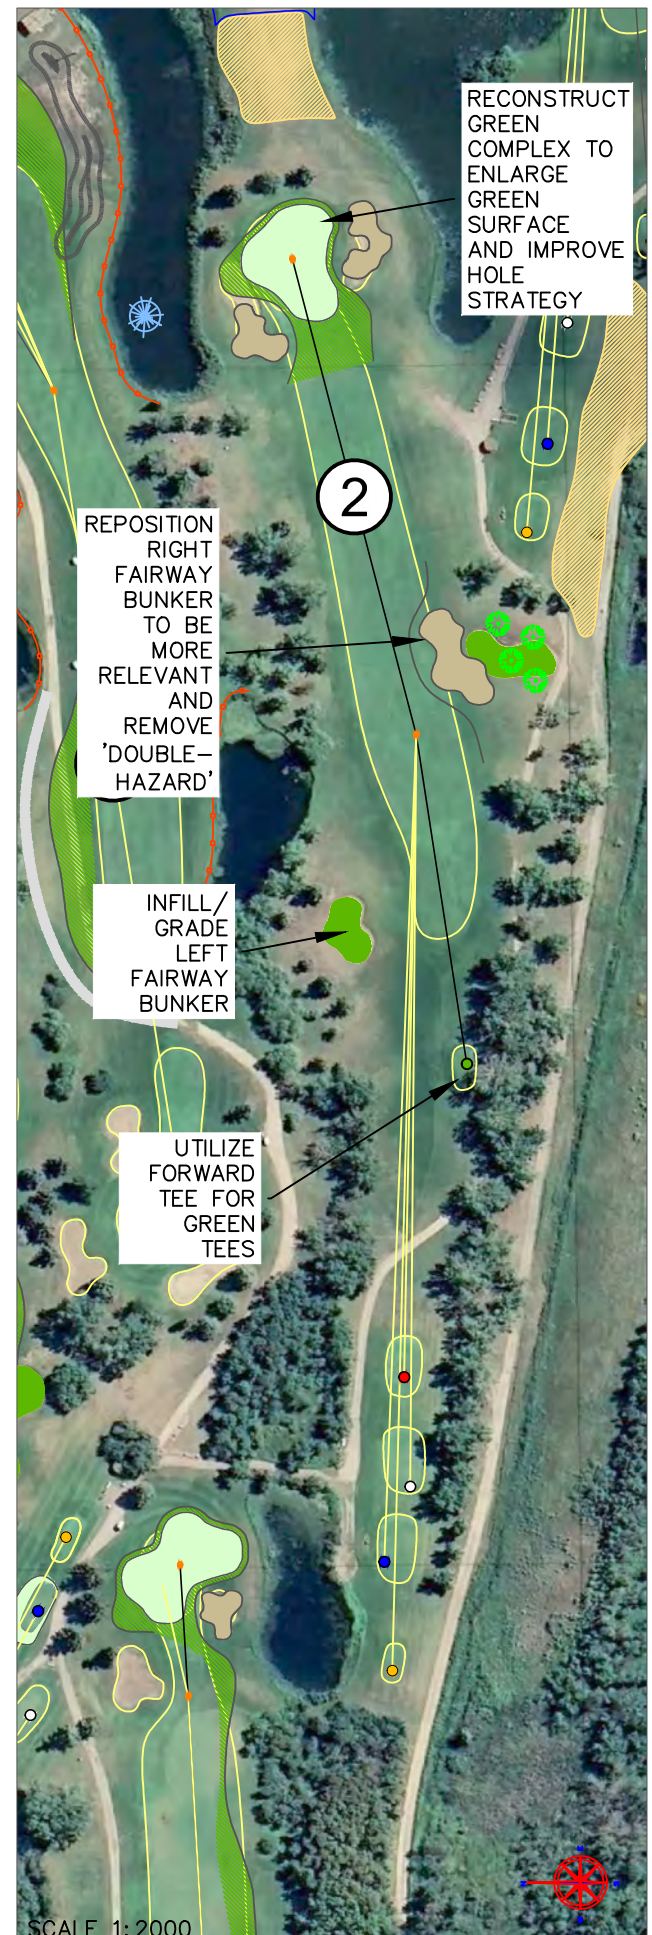 RECONSTRUCT
GREEN
COMPLEX TO
ENLARGE
GREEN
SURFACE
AND IMPROVE
HOLE
STRATEGY
2
REPOSITION
RIGHT
FAIRWAY
BUNKER
TO BE
MORE
RELEVANT
AND
REMOVE
'DOUBLE-
HAZARD'
INFILL/
GRADE
LEFT
FAIRWAY
BUNKER
UTILIZE
FORWARD
TEE FOR
GREEN
TEES
SCALE 1:2000